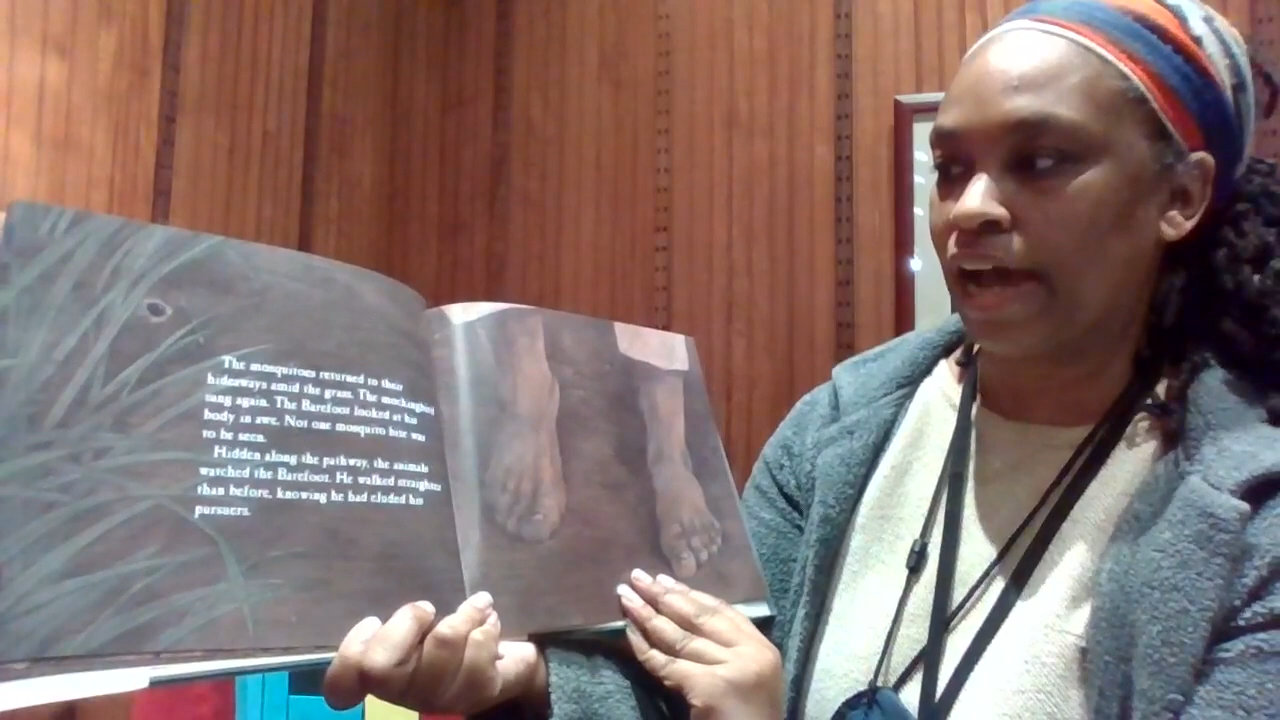 The mosquitoes returned to their
hideaways amid the grass. The mockingbird
sang again. The Barefoot looked at his
body in awe. Not one mosquito bite was
to be seen.
Hidden along the pathway, the animals
watched the Barefoot. He walked straighter
than before, knowing he had eluded his
pursuers.